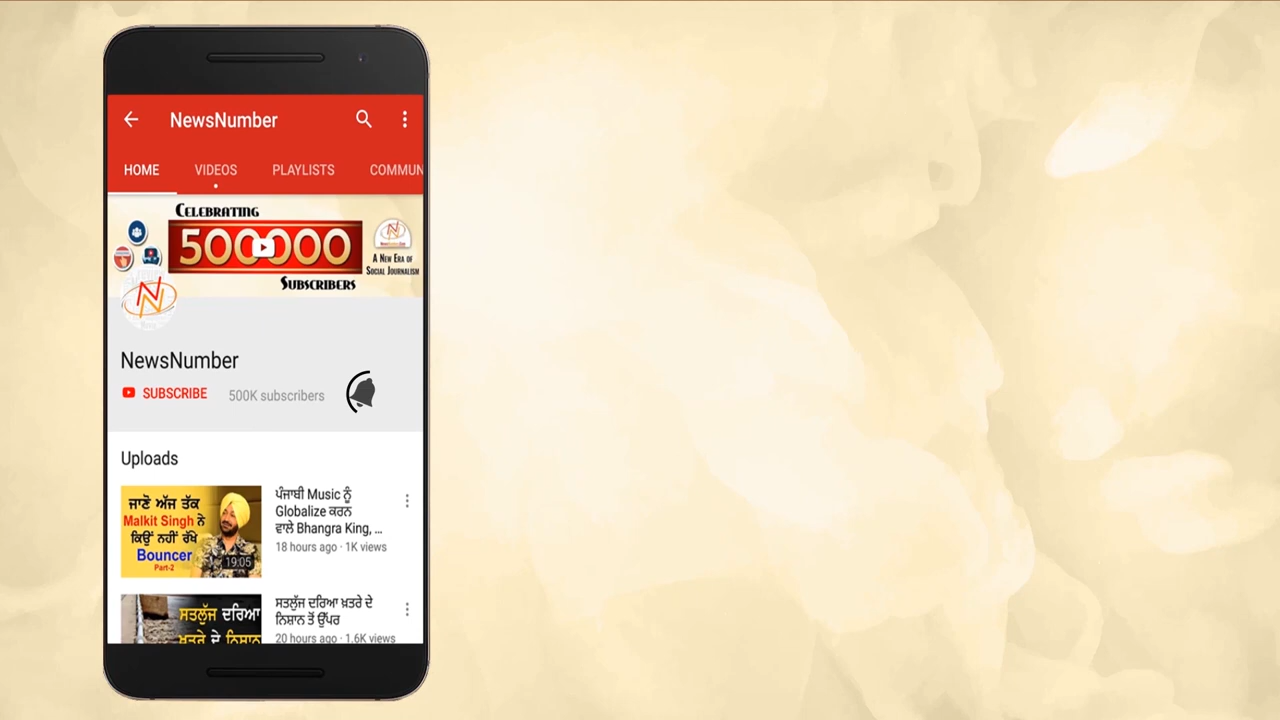 NewsNumber
HOME VIDEOS PLAYLISTS COMMUN
CELEBRATING
500000
SUBSCRIBERS
A NEW ERA OF
SOCIAL JOURNALISM
NewsNumber
SUBSCRIBE 500K subscribers
Uploads
ਜਾਣੋ ਅੱਜ ਤੱਕ
Malkit Singh ਨੇ
ਕਿਉਂ ਨਹੀਂ ਰੱਖੇ
Bouncer
Part-2
19:05
ਪੰਜਾਬੀ Music ਨੂੰ
Globalize ਕਰਨ
ਵਾਲੇ Bhangra King, ...
18 hours ago · 1K views
ਸਤਲੁੱਜ ਦਰਿਆ
ਖ਼ਤਰੇ ਦੇ ਨਿਸ਼ਾਨ
ਸਤਲੁੱਜ ਦਰਿਆ ਖ਼ਤਰੇ ਦੇ
ਨਿਸ਼ਾਨ ਤੋਂ ਉੱਪਰ
20 hours ago · 1.6K views